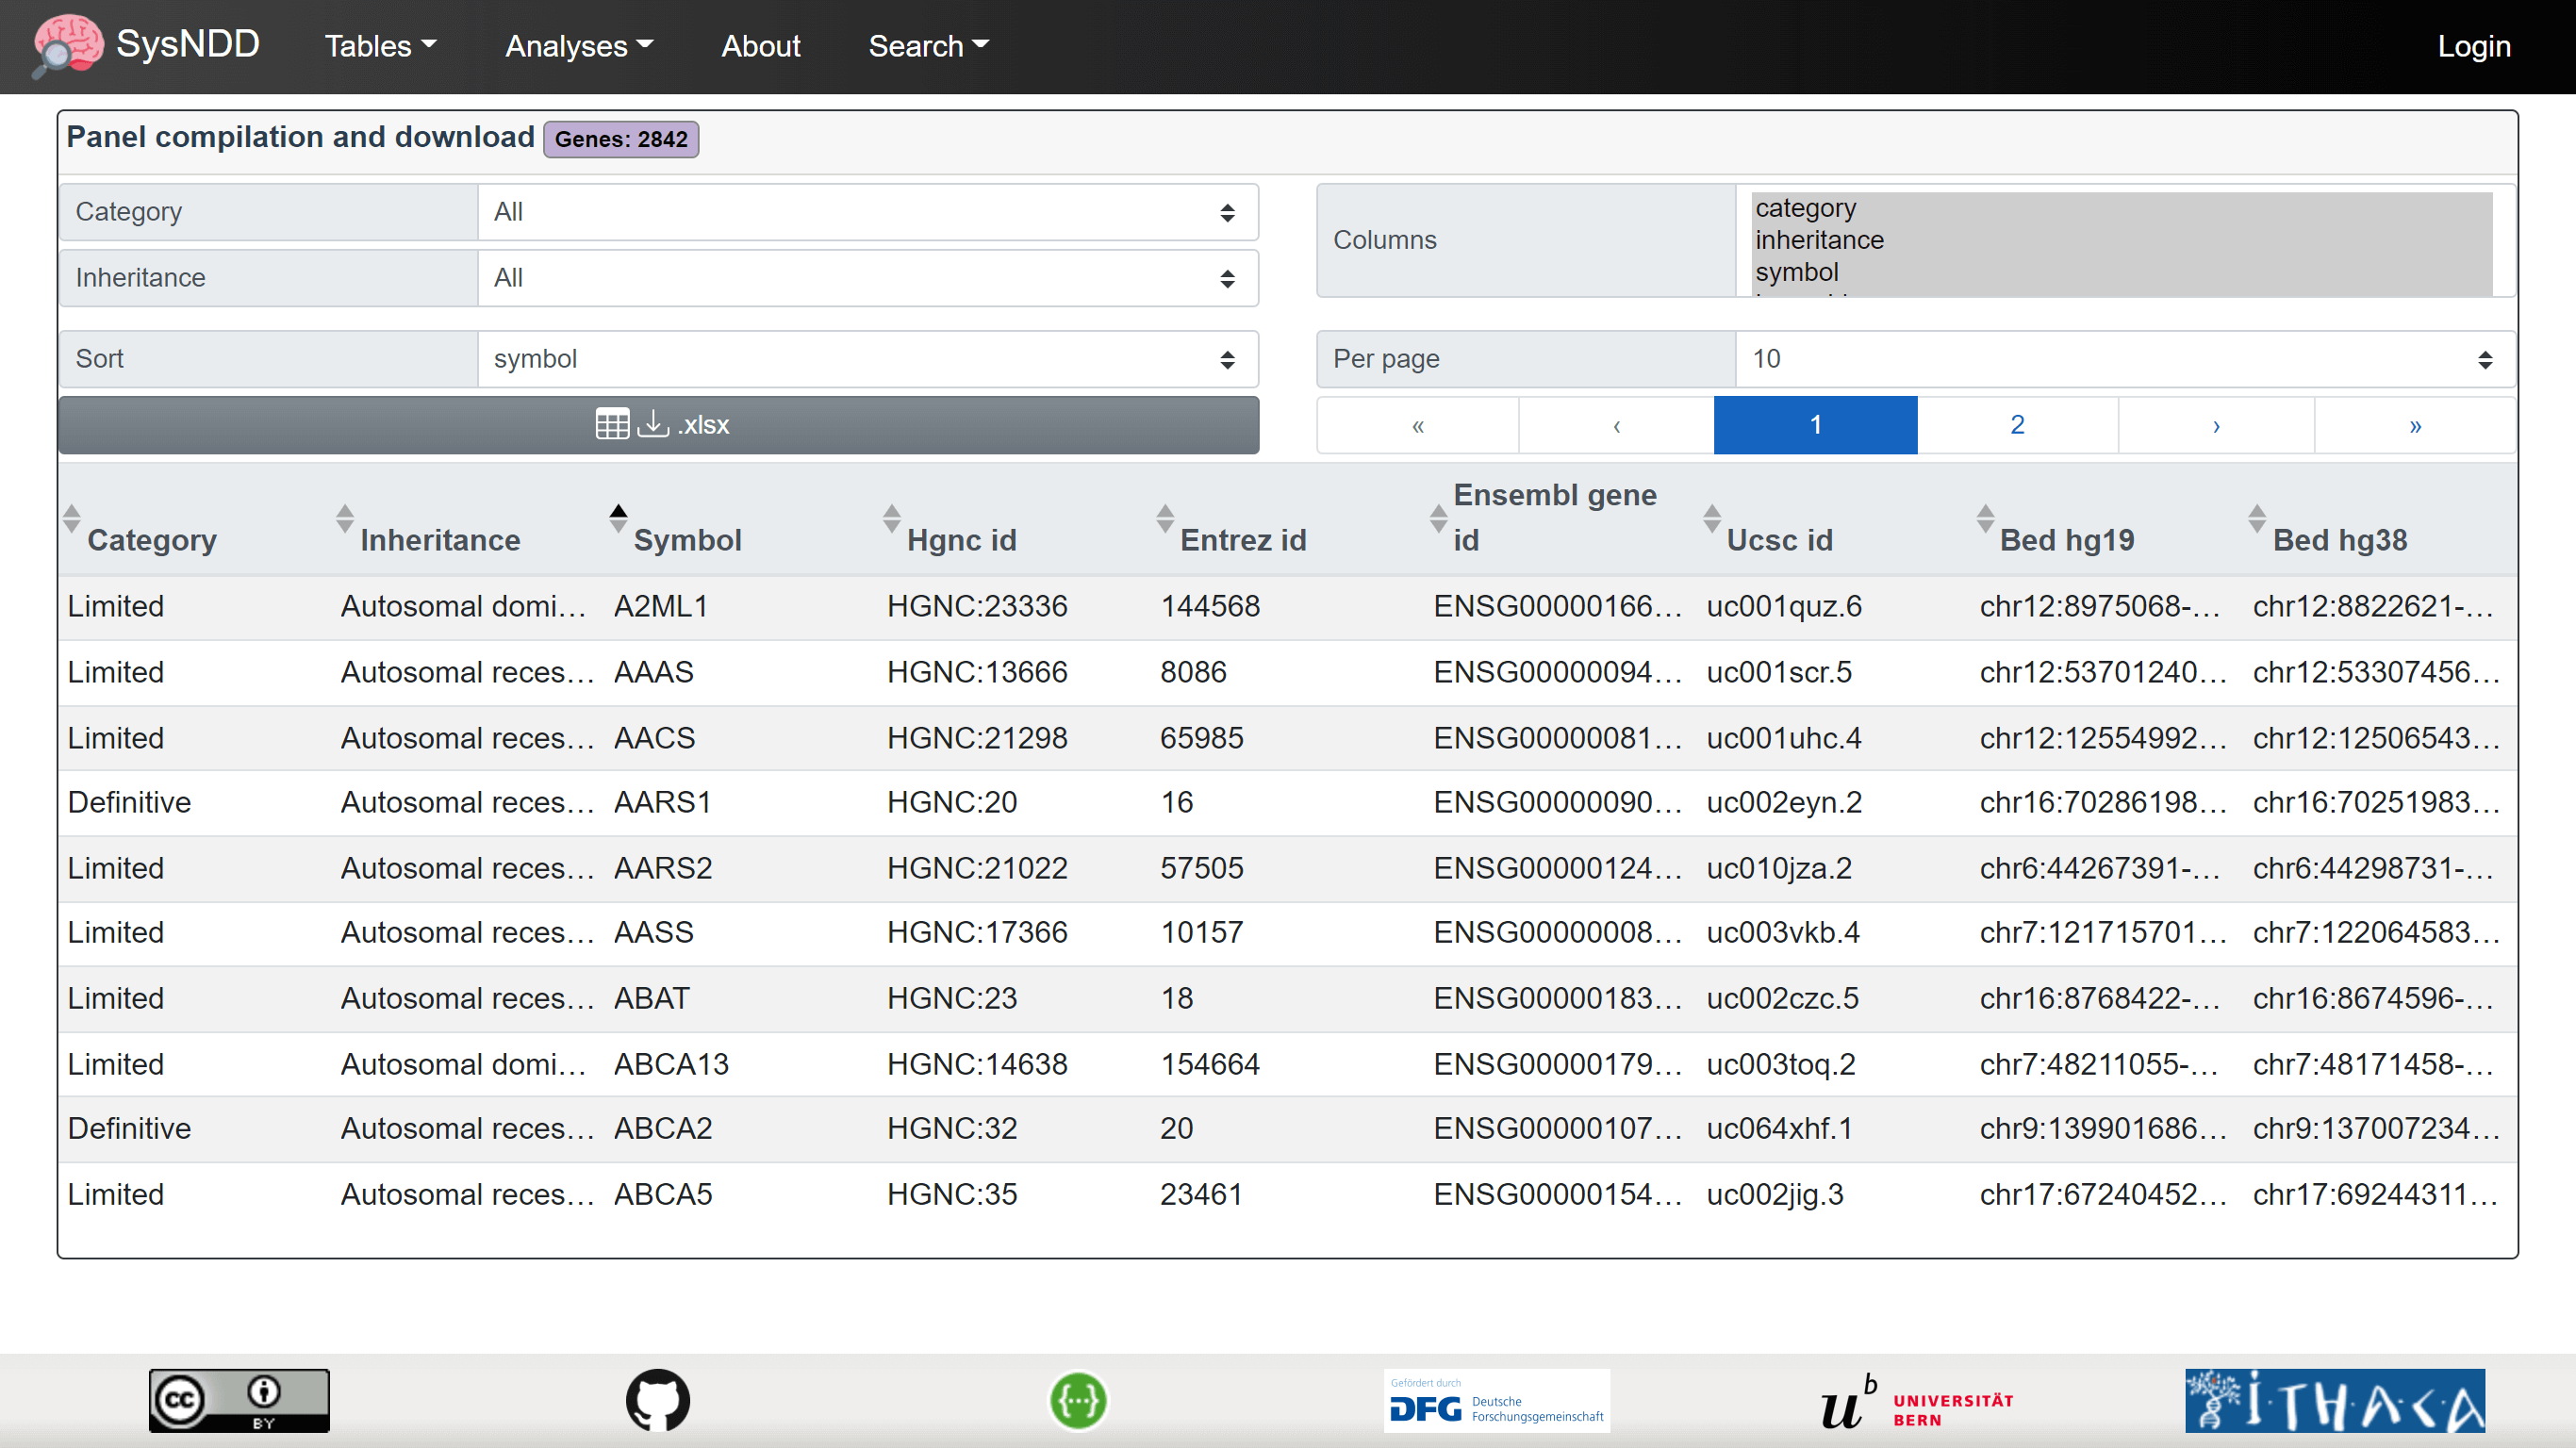 SysNDD Tables Analyses About Search Login
Panel compilation and download Genes: 2842
Category All
Inheritance All
Columns category
inheritance
symbol
Sort symbol
Per page 10
.xlsx
« ‹ 1 2 › »
Category Inheritance Symbol Hgnc id Entrez id Ensembl gene id Ucsc id Bed hg19 Bed hg38
Limited Autosomal domi... A2ML1 HGNC:23336 144568 ENSG00000166... uc001quz.6 chr12:8975068-... chr12:8822621-...
Limited Autosomal reces... AAAS HGNC:13666 8086 ENSG00000094... uc001scr.5 chr12:53701240... chr12:53307456...
Limited Autosomal reces... AACS HGNC:21298 65985 ENSG00000081... uc001uhc.4 chr12:12554992... chr12:12506543...
Definitive Autosomal reces... AARS1 HGNC:20 16 ENSG00000090... uc002eyn.2 chr16:70286198... chr16:70251983...
Limited Autosomal reces... AARS2 HGNC:21022 57505 ENSG00000124... uc010jza.2 chr6:44267391-... chr6:44298731-...
Limited Autosomal reces... AASS HGNC:17366 10157 ENSG00000008... uc003vkb.4 chr7:121715701... chr7:122064583...
Limited Autosomal reces... ABAT HGNC:23 18 ENSG00000183... uc002czc.5 chr16:8768422-... chr16:8674596-...
Limited Autosomal domi... ABCA13 HGNC:14638 154664 ENSG00000179... uc003toq.2 chr7:48211055-... chr7:48171458-...
Definitive Autosomal reces... ABCA2 HGNC:32 20 ENSG00000107... uc064xhf.1 chr9:139901686... chr9:137007234...
Limited Autosomal reces... ABCA5 HGNC:35 23461 ENSG00000154... uc002jig.3 chr17:67240452... chr17:69244311...
CC BY
Gefördert durch
DFG Deutsche
Forschungsgemeinschaft
u b UNIVERSITÄT
BERN
ITHACA